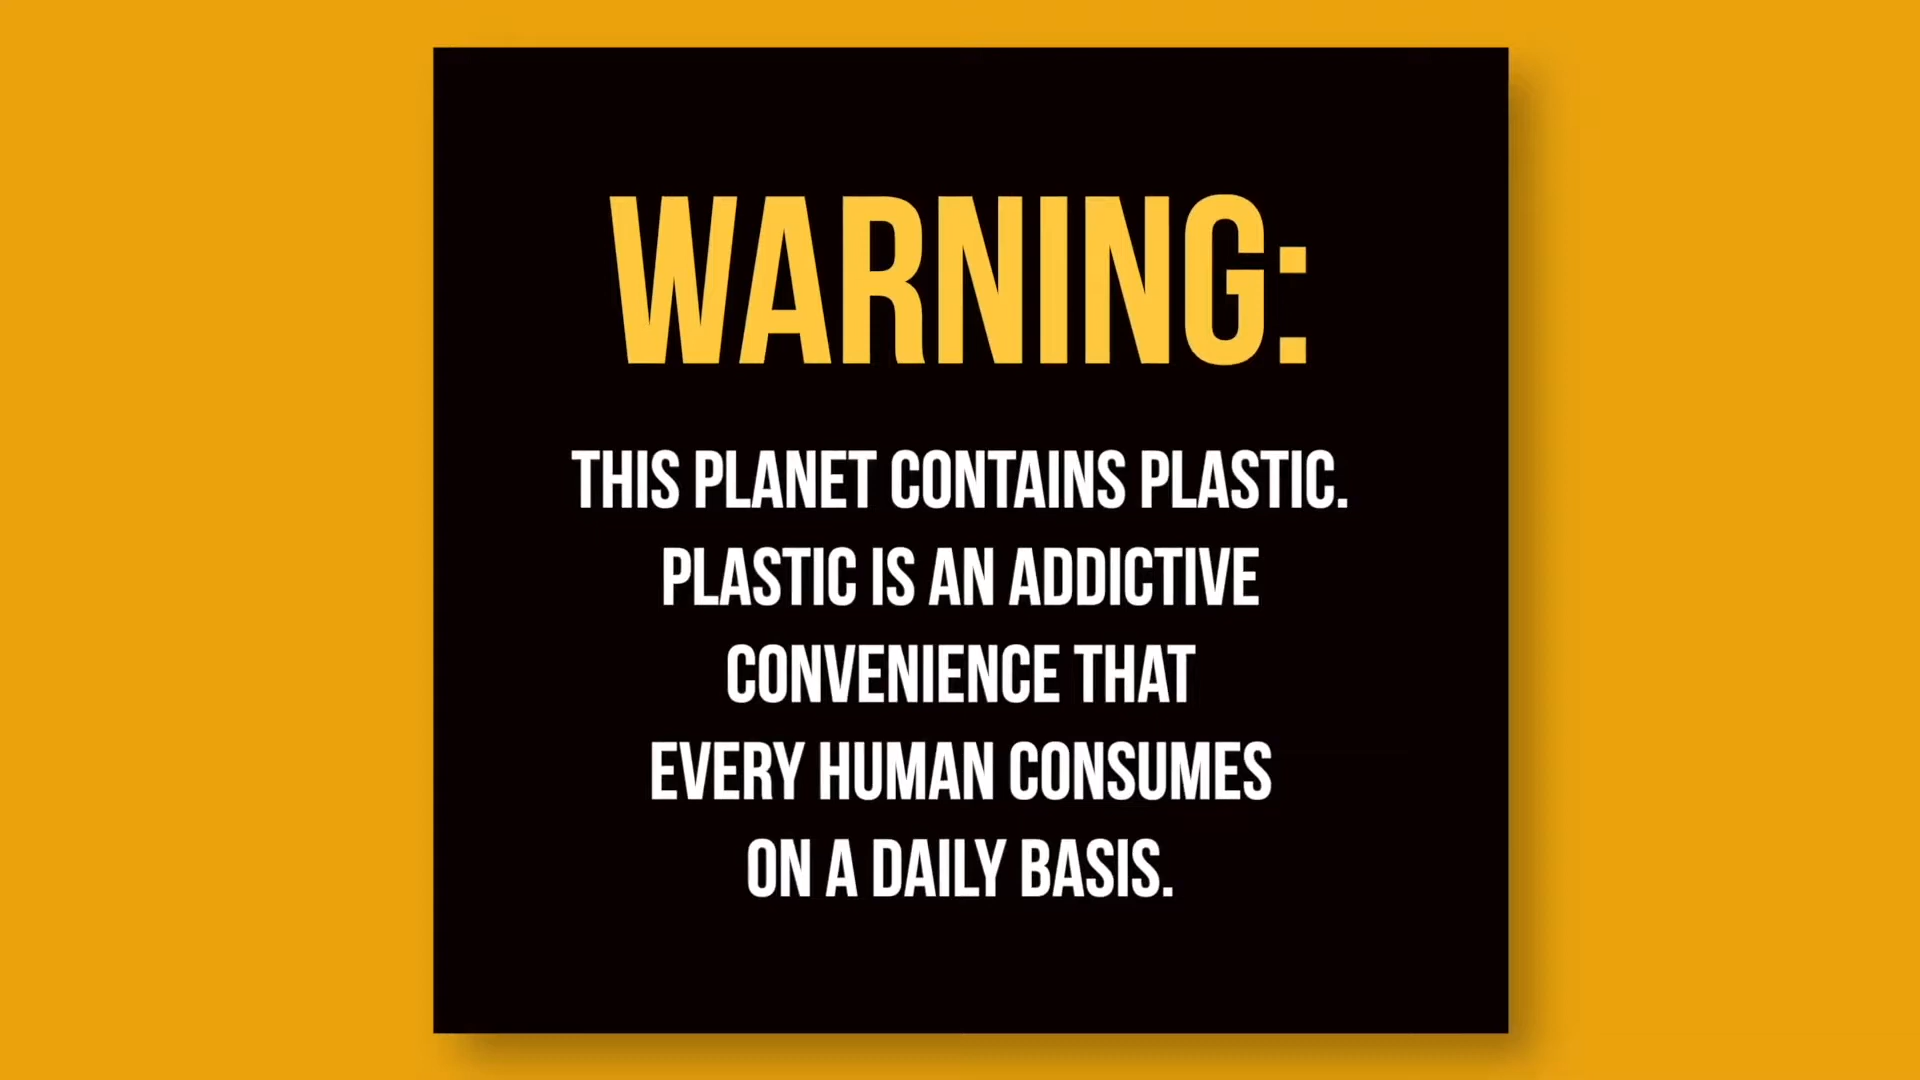 WARNING:
THIS PLANET CONTAINS PLASTIC.
PLASTIC IS AN ADDICTIVE
CONVENIENCE THAT
EVERY HUMAN CONSUMES
ON A DAILY BASIS.